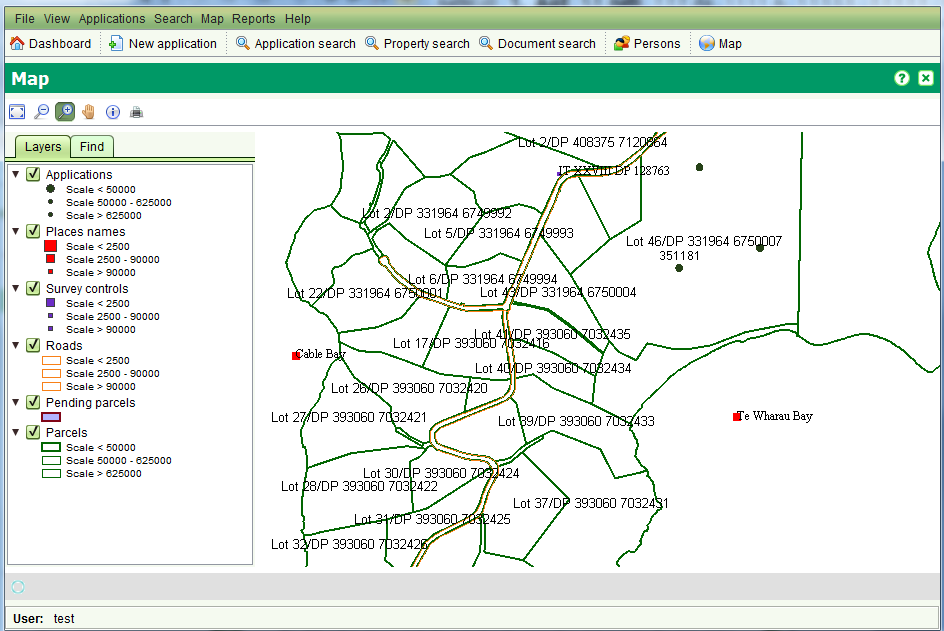 File View Applications Search Map Reports Help
Dashboard New application Application search Property search Document search Persons Map
Map
Layers Find
Applications
Scale < 50000
Scale 50000 - 625000
Scale > 625000
Places names
Scale < 2500
Scale 2500 - 90000
Scale > 90000
Survey controls
Scale < 2500
Scale 2500 - 90000
Scale > 90000
Roads
Scale < 2500
Scale 2500 - 90000
Scale > 90000
Pending parcels
Parcels
Scale < 50000
Scale 50000 - 625000
Scale > 625000
Lot 2/DP 408375 7120864
IT XXVIII DP 128763
Lot 2/DP 331964 6749992
Lot 5/DP 331964 6749993
Lot 46/DP 331964 6750007
351181
Lot 6/DP 331964 6749994
Lot 22/DP 331964 6750001
Lot 43/DP 331964 6750004
Lot 41/DP 393060 7032435
Lot 17/DP 393060 7032416
Cable Bay
Lot 40/DP 393060 7032434
Lot 26/DP 393060 7032420
Lot 27/DP 393060 7032421
Lot 39/DP 393060 7032433
Te Wharau Bay
Lot 30/DP 393060 7032424
Lot 28/DP 393060 7032422
Lot 37/DP 393060 7032431
Lot 31/DP 393060 7032425
Lot 32/DP 393060 7032426
User: test